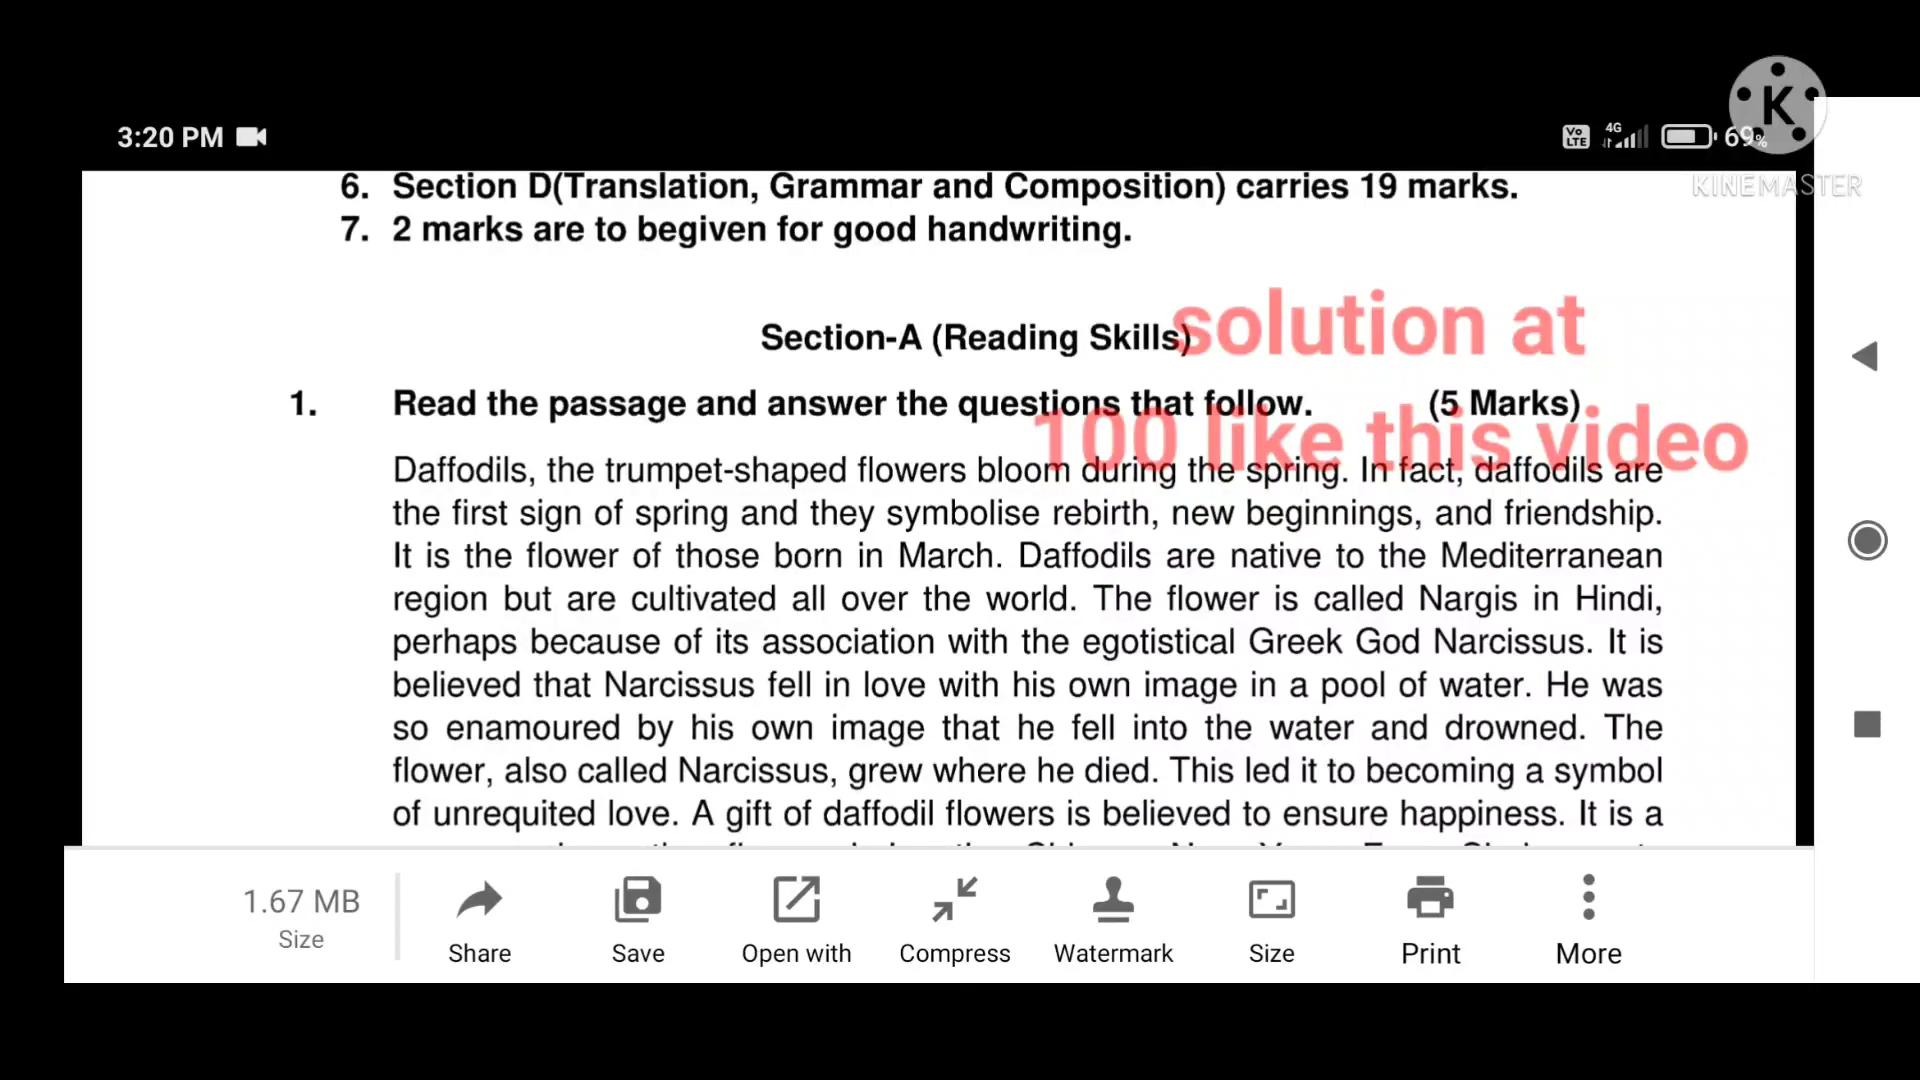 3:20 PM
Vo LTE 4G 69%
K
KINEMASTER
6. Section D(Translation, Grammar and Composition) carries 19 marks.
7. 2 marks are to begiven for good handwriting.
solution at
Section-A (Reading Skills)
1. Read the passage and answer the questions that follow. (5 Marks)
100 like this video
Daffodils, the trumpet-shaped flowers bloom during the spring. In fact, daffodils are
the first sign of spring and they symbolise rebirth, new beginnings, and friendship.
It is the flower of those born in March. Daffodils are native to the Mediterranean
region but are cultivated all over the world. The flower is called Nargis in Hindi,
perhaps because of its association with the egotistical Greek God Narcissus. It is
believed that Narcissus fell in love with his own image in a pool of water. He was
so enamoured by his own image that he fell into the water and drowned. The
flower, also called Narcissus, grew where he died. This led it to becoming a symbol
of unrequited love. A gift of daffodil flowers is believed to ensure happiness. It is a
1.67 MB
Size
Share
Save
Open with
Compress
Watermark
Size
Print
More